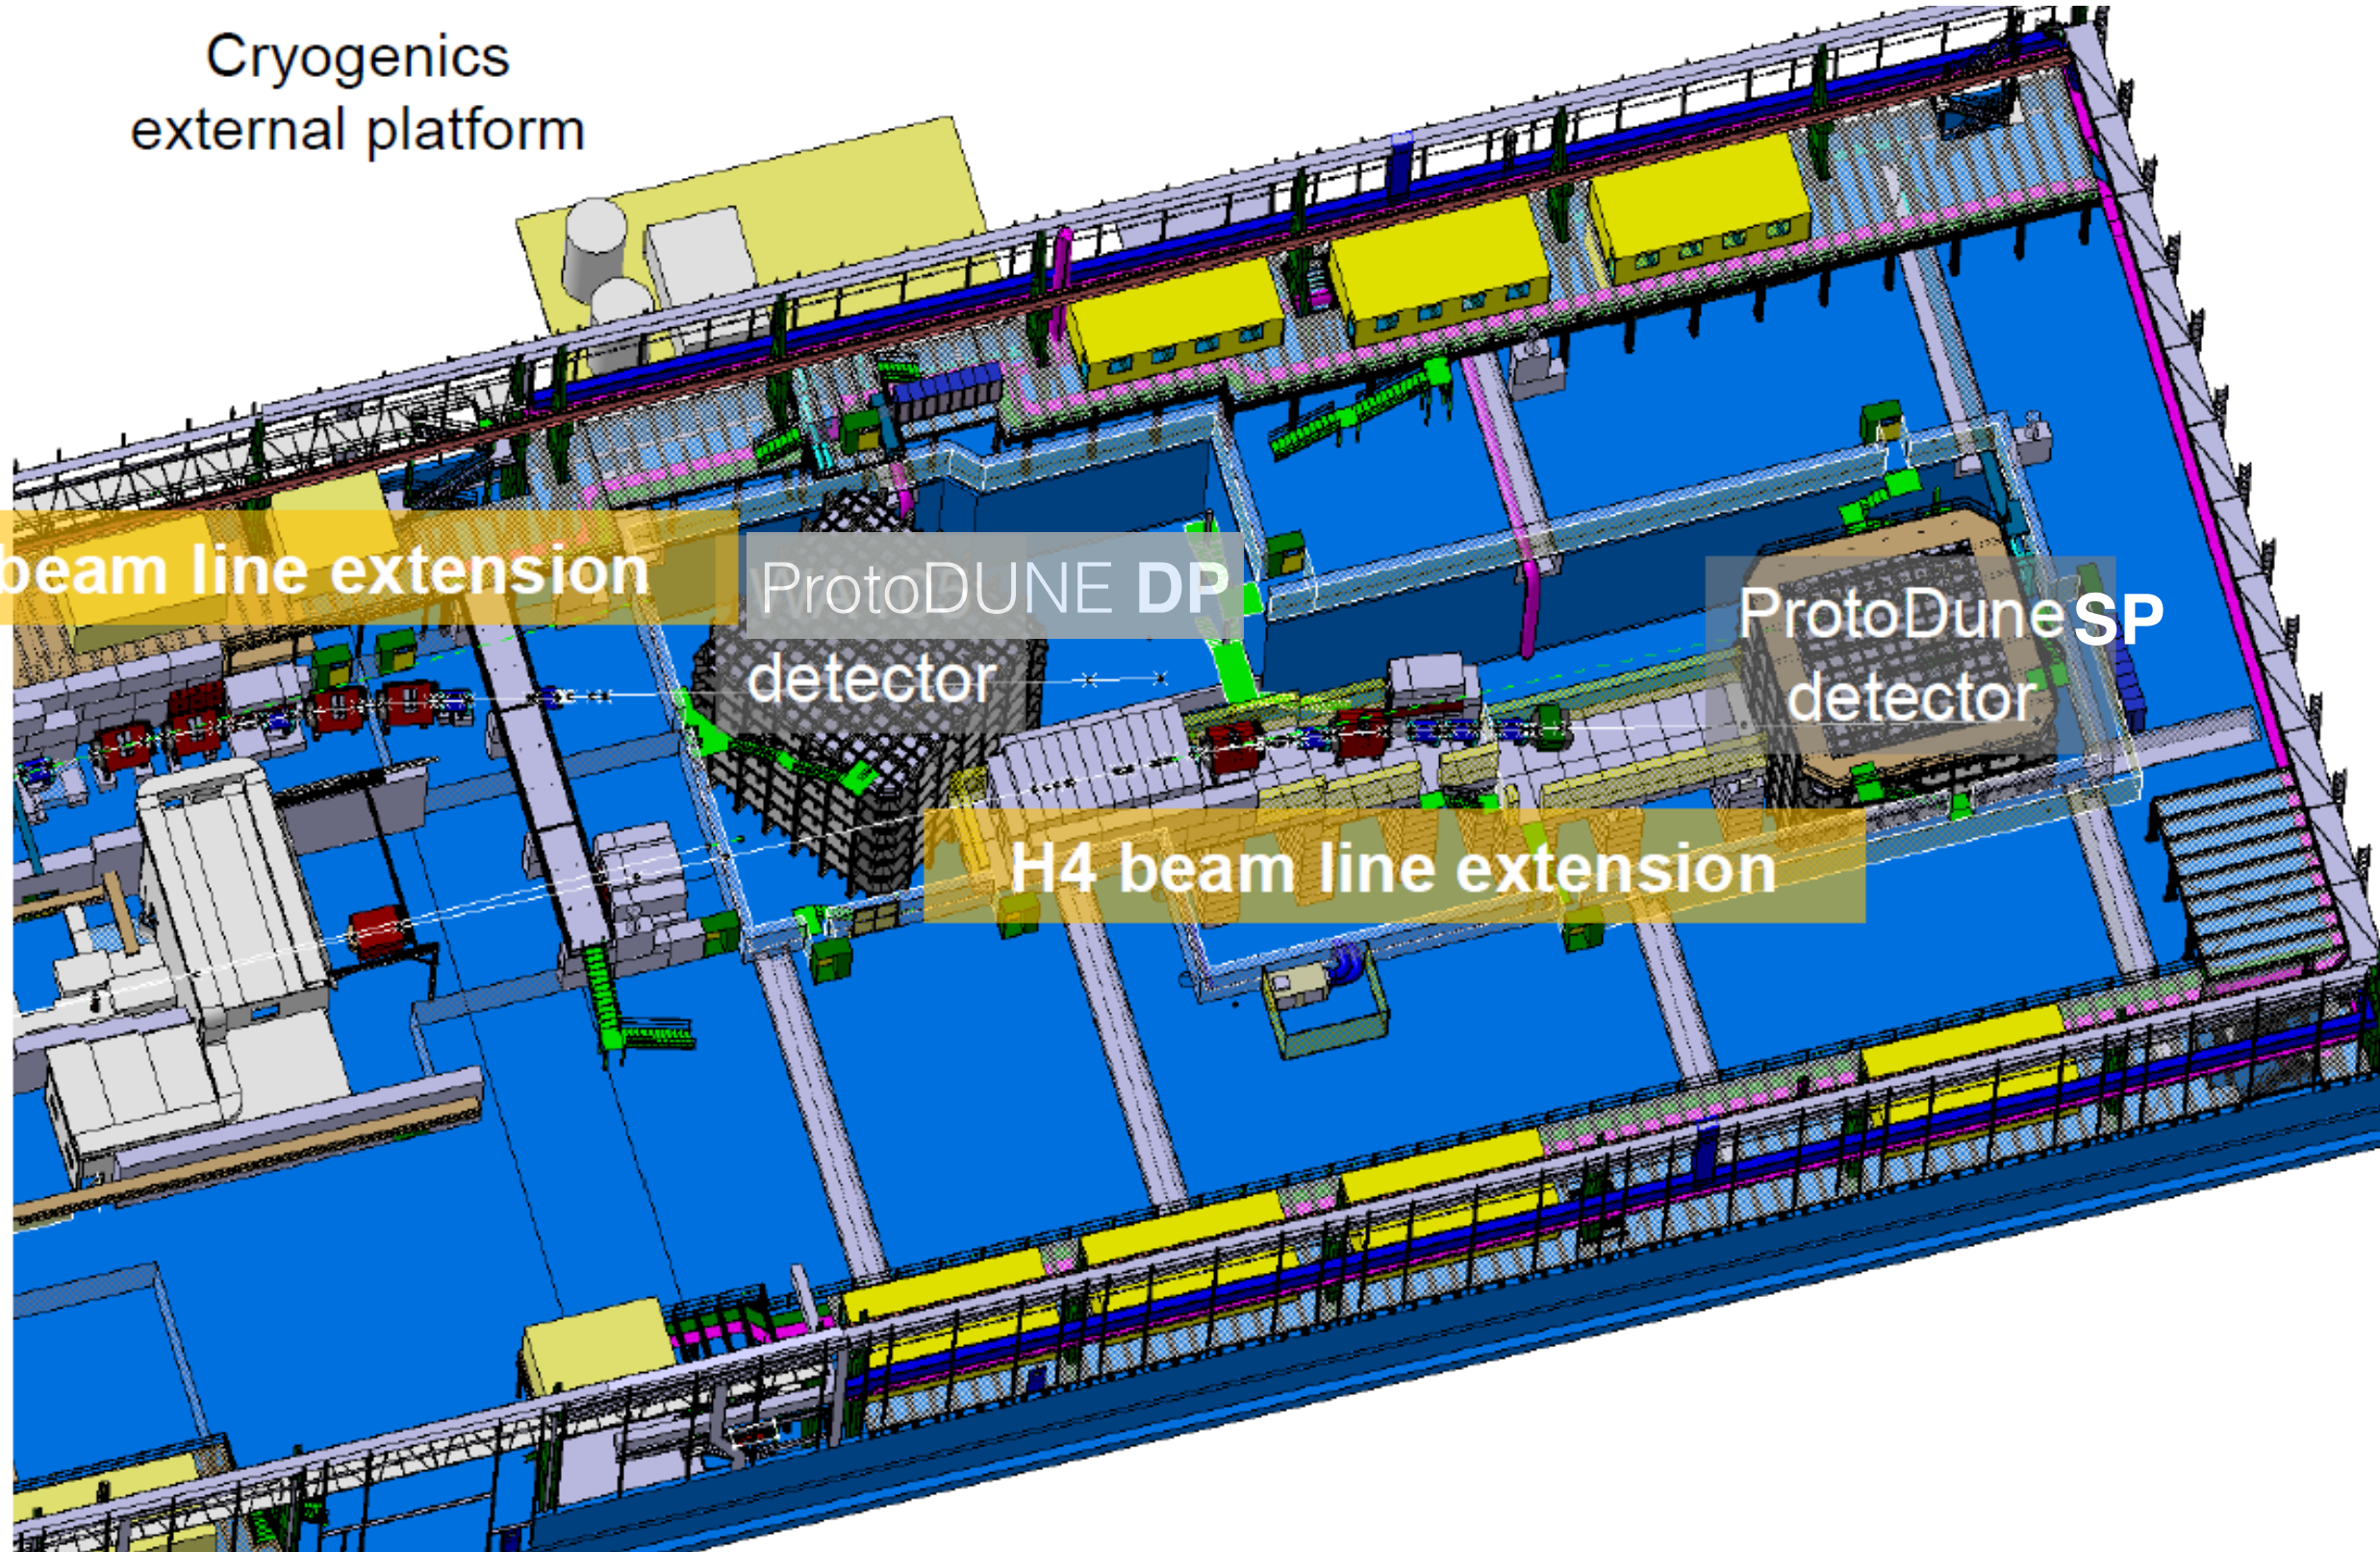 Cryogenics
external platform
beam line extension
ProtoDUNE DP
detector
ProtoDune SP
detector
H4 beam line extension